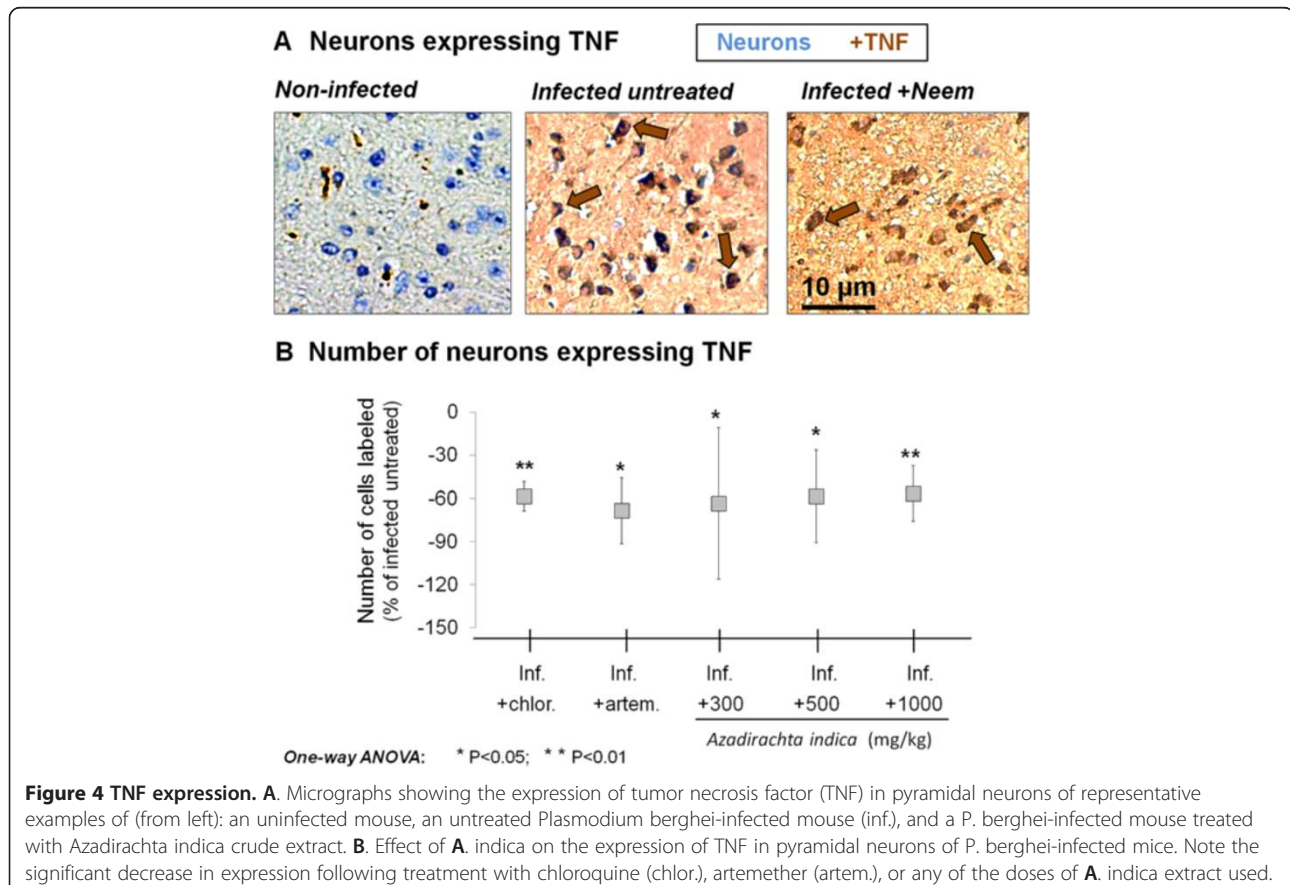 A Neurons expressing TNF
Neurons +TNF
Non-infected Infected untreated Infected +Neem
10 µm
B Number of neurons expressing TNF
Number of cells labeled
(% of infected untreated)
0
-30
-60
-90
-120
-150
** * * * **
Inf. Inf. Inf. Inf. Inf.
+chlor. +artem. +300 +500 +1000
Azadirachta indica (mg/kg)
One-way ANOVA: * P<0.05; * * P<0.01
Figure 4 TNF expression. A. Micrographs showing the expression of tumor necrosis factor (TNF) in pyramidal neurons of representative
examples of (from left): an uninfected mouse, an untreated Plasmodium berghei-infected mouse (inf.), and a P. berghei-infected mouse treated
with Azadirachta indica crude extract. B. Effect of A. indica on the expression of TNF in pyramidal neurons of P. berghei-infected mice. Note the
significant decrease in expression following treatment with chloroquine (chlor.), artemether (artem.), or any of the doses of A. indica extract used.